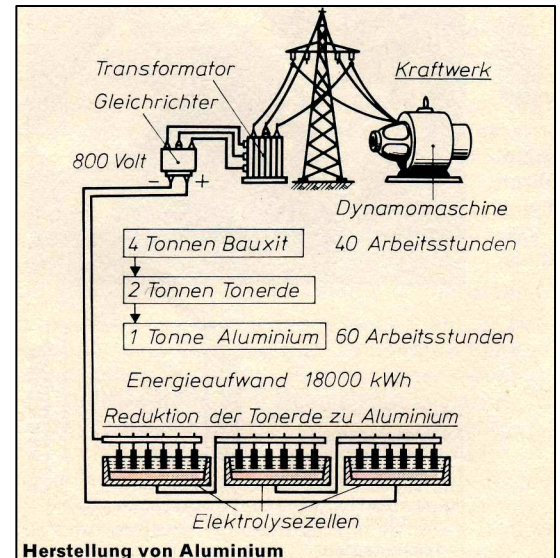 Transformator
Kraftwerk
Gleichrichter
800 Volt
- +
Dynamomaschine
4 Tonnen Bauxit 40 Arbeitsstunden
2 Tonnen Tonerde
1 Tonne Aluminium 60 Arbeitsstunden
Energieaufwand 18000 kWh
Reduktion der Tonerde zu Aluminium
Elektrolysezellen
Herstellung von Aluminium